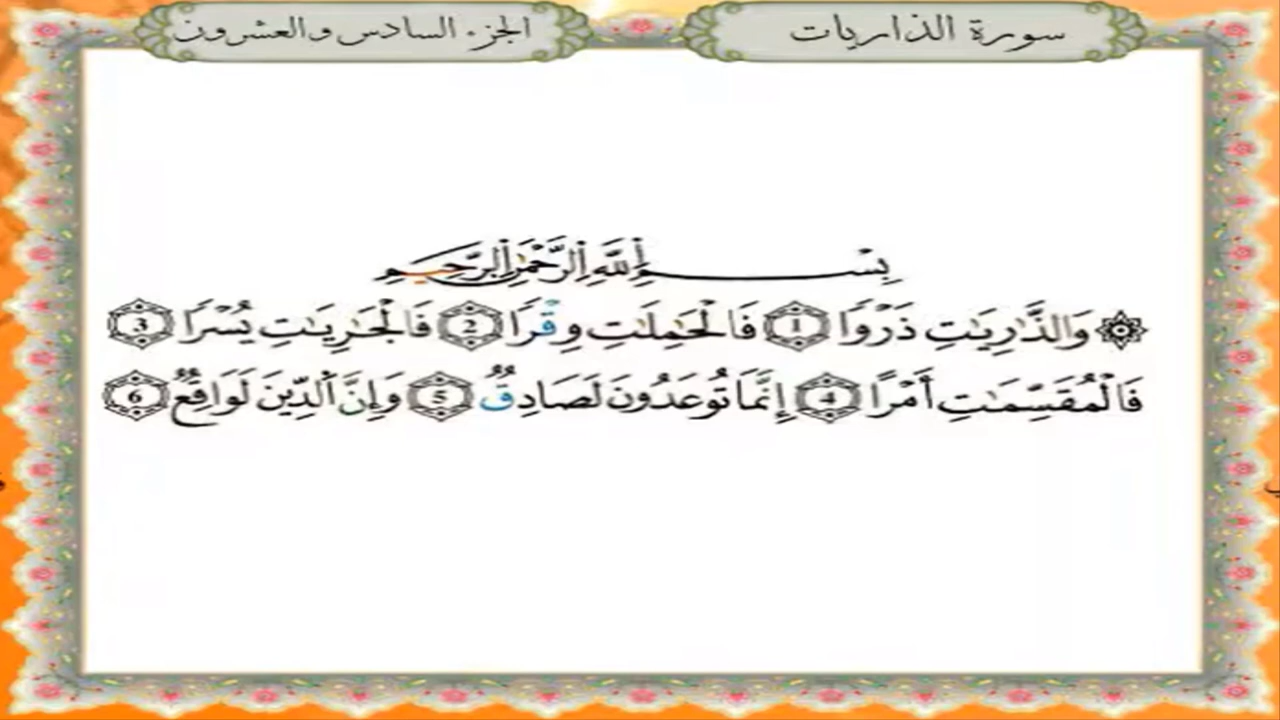 سورة الذاريات
الجزء السادس والعشرون
بِسْمِ ٱللَّهِ ٱلرَّحْمَٰنِ ٱلرَّحِيمِ
۞ وَٱلذَّٰرِيَٰتِ ذَرْوًا 1 فَٱلْحَٰمِلَٰتِ وِقْرًا 2 فَٱلْجَٰرِيَٰتِ يُسْرًا 3
فَٱلْمُقَسِّمَٰتِ أَمْرًا 4 إِنَّمَا تُوعَدُونَ لَصَادِقٌ 5 وَإِنَّ ٱلدِّينَ لَوَٰقِعٌ 6